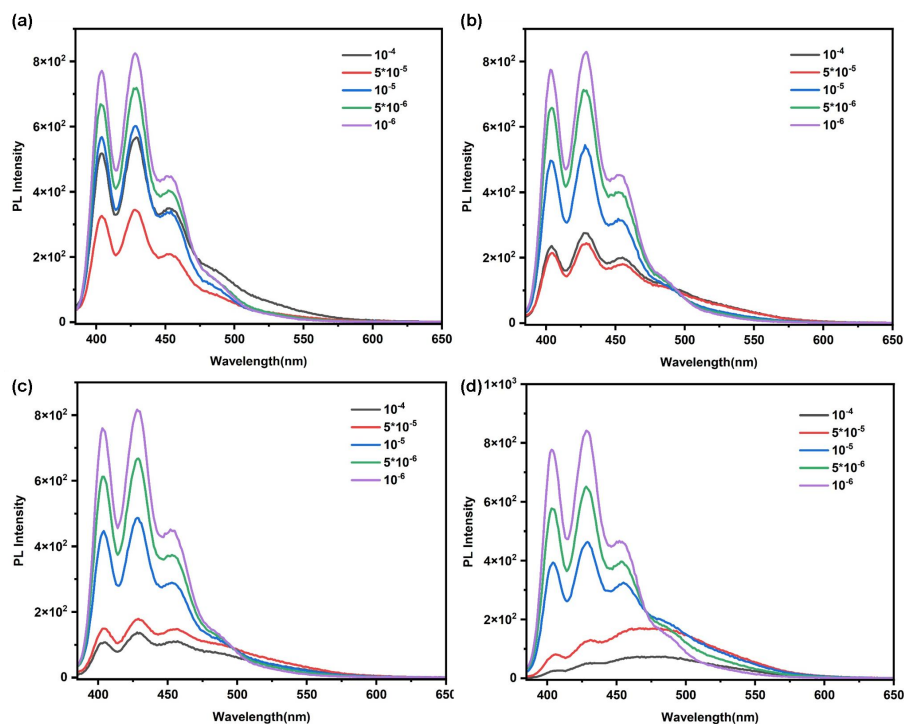 (a)
PL Intensity
8×10²
6×10²
4×10²
2×10²
0
400 450 500 550 600 650
Wavelength(nm)
10⁻⁴
5*10⁻⁵
10⁻⁵
5*10⁻⁶
10⁻⁶
(b)
PL Intensity
8×10²
6×10²
4×10²
2×10²
0
400 450 500 550 600 650
Wavelength(nm)
10⁻⁴
5*10⁻⁵
10⁻⁵
5*10⁻⁶
10⁻⁶
(c)
PL Intensity
8×10²
6×10²
4×10²
2×10²
0
400 450 500 550 600 650
Wavelength(nm)
10⁻⁴
5*10⁻⁵
10⁻⁵
5*10⁻⁶
10⁻⁶
(d)
PL Intensity
1×10³
8×10²
6×10²
4×10²
2×10²
0
400 450 500 550 600 650
Wavelength(nm)
10⁻⁴
5*10⁻⁵
10⁻⁵
5*10⁻⁶
10⁻⁶